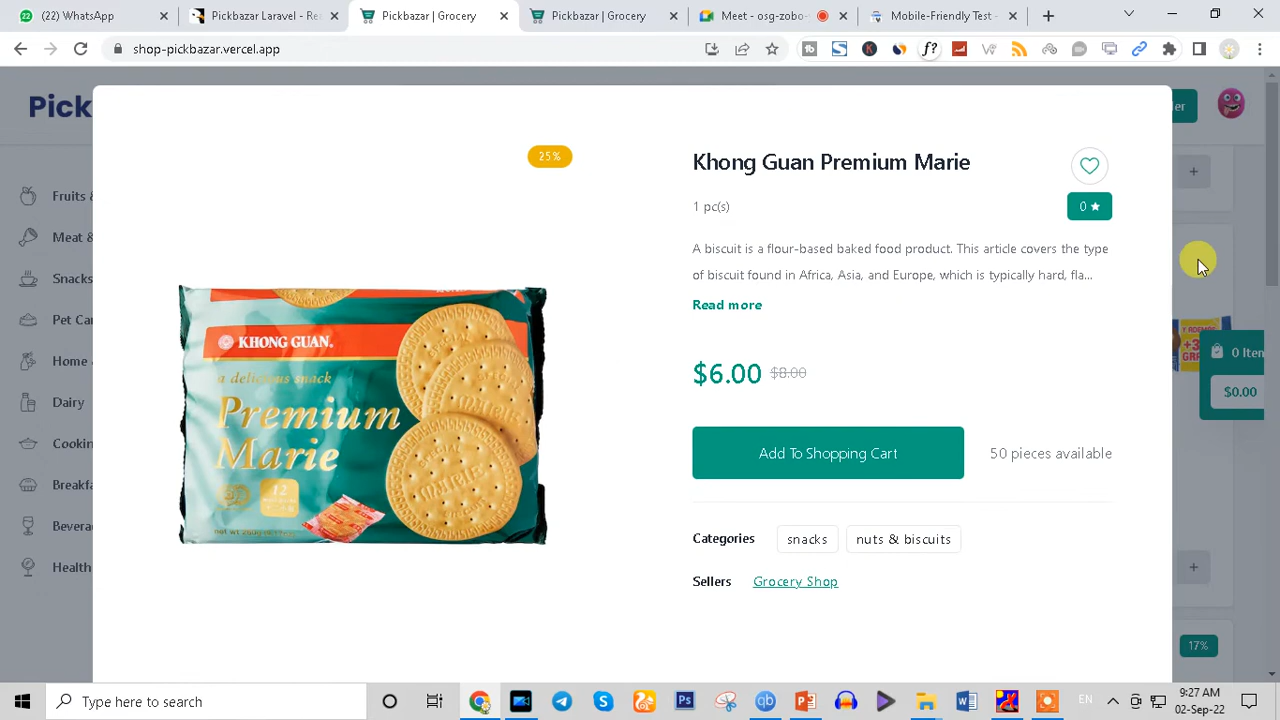 (22) WhatsApp
Pickbazar Laravel - Re
Pickbazar | Grocery
Pickbazar | Grocery
Meet - osg-zobo
Mobile-Friendly Test -
shop-pickbazar.vercel.app
Pick
der
25%
Khong Guan Premium Marie
1 pc(s)
0
A biscuit is a flour-based baked food product. This article covers the type
of biscuit found in Africa, Asia, and Europe, which is typically hard, fla...
Read more
$6.00 $8.00
Add To Shopping Cart
50 pieces available
Categories
snacks
nuts & biscuits
Sellers
Grocery Shop
Fruits &
Meat &
Snacks
Pet Car
Home
Dairy
Cookin
Breakfa
Bevera
Health
KHONG GUAN.
a delicious snack
Premium
Marie
12
MARIE
0 Item
$0.00
17%
Type here to search
EN
9:27 AM
02-Sep-22